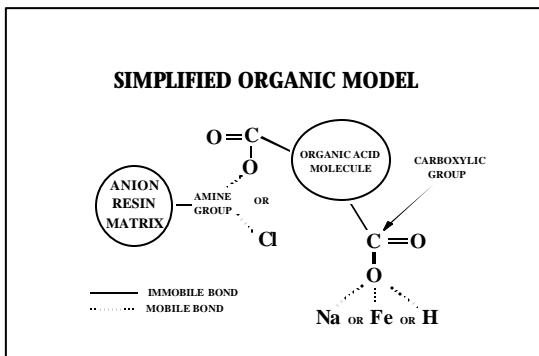 SIMPLIFIED ORGANIC MODEL
O=C
O
ORGANIC ACID
MOLECULE
CARBOXYLIC
GROUP
ANION
RESIN
MATRIX
AMINE
GROUP
OR
Cl
C=O
O
Na OR Fe OR H
IMMOBILE BOND
MOBILE BOND